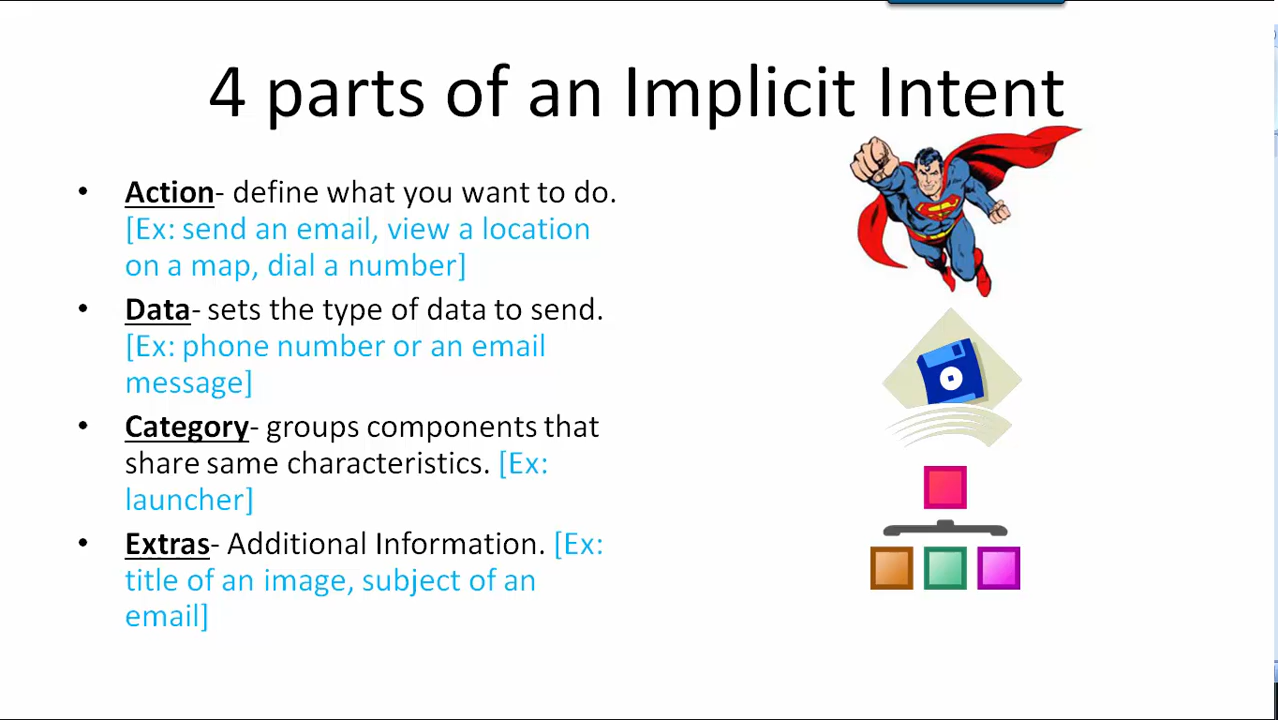 4 parts of an Implicit Intent
• Action- define what you want to do.
[Ex: send an email, view a location
on a map, dial a number]
• Data- sets the type of data to send.
[Ex: phone number or an email
message]
• Category- groups components that
share same characteristics. [Ex:
launcher]
• Extras- Additional Information. [Ex:
title of an image, subject of an
email]